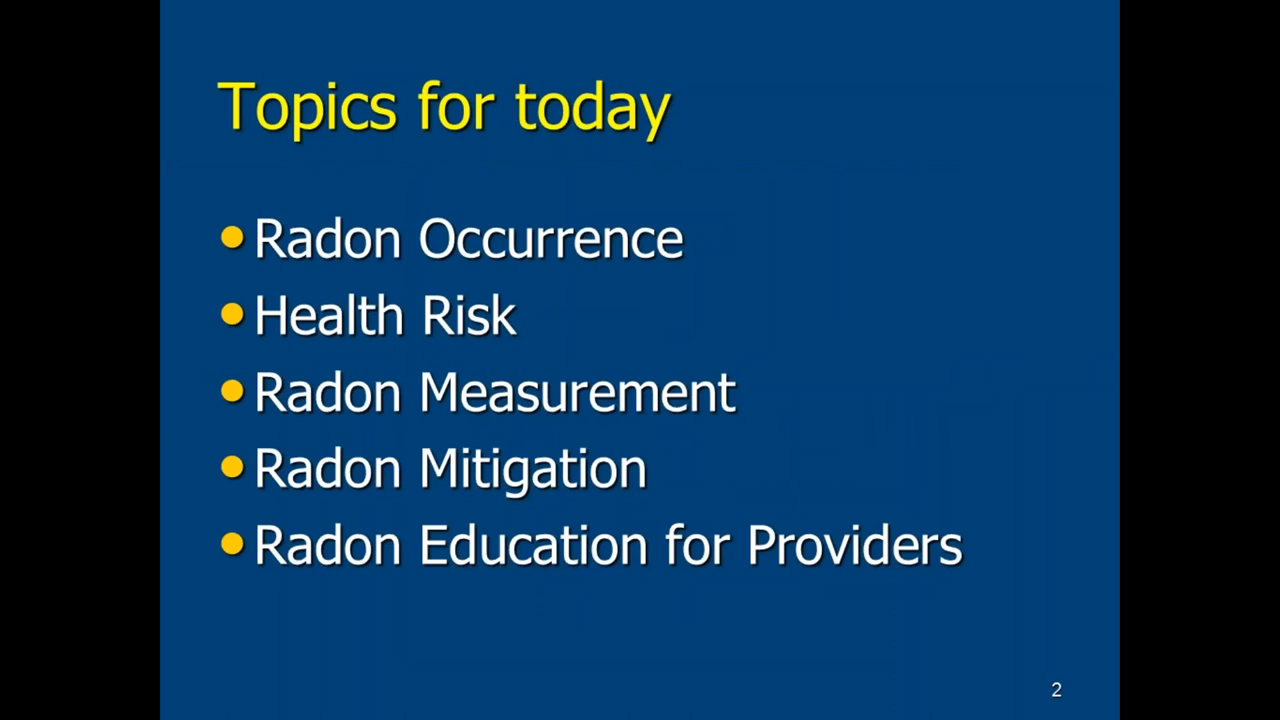 Topics for today
• Radon Occurrence
• Health Risk
• Radon Measurement
• Radon Mitigation
• Radon Education for Providers
2